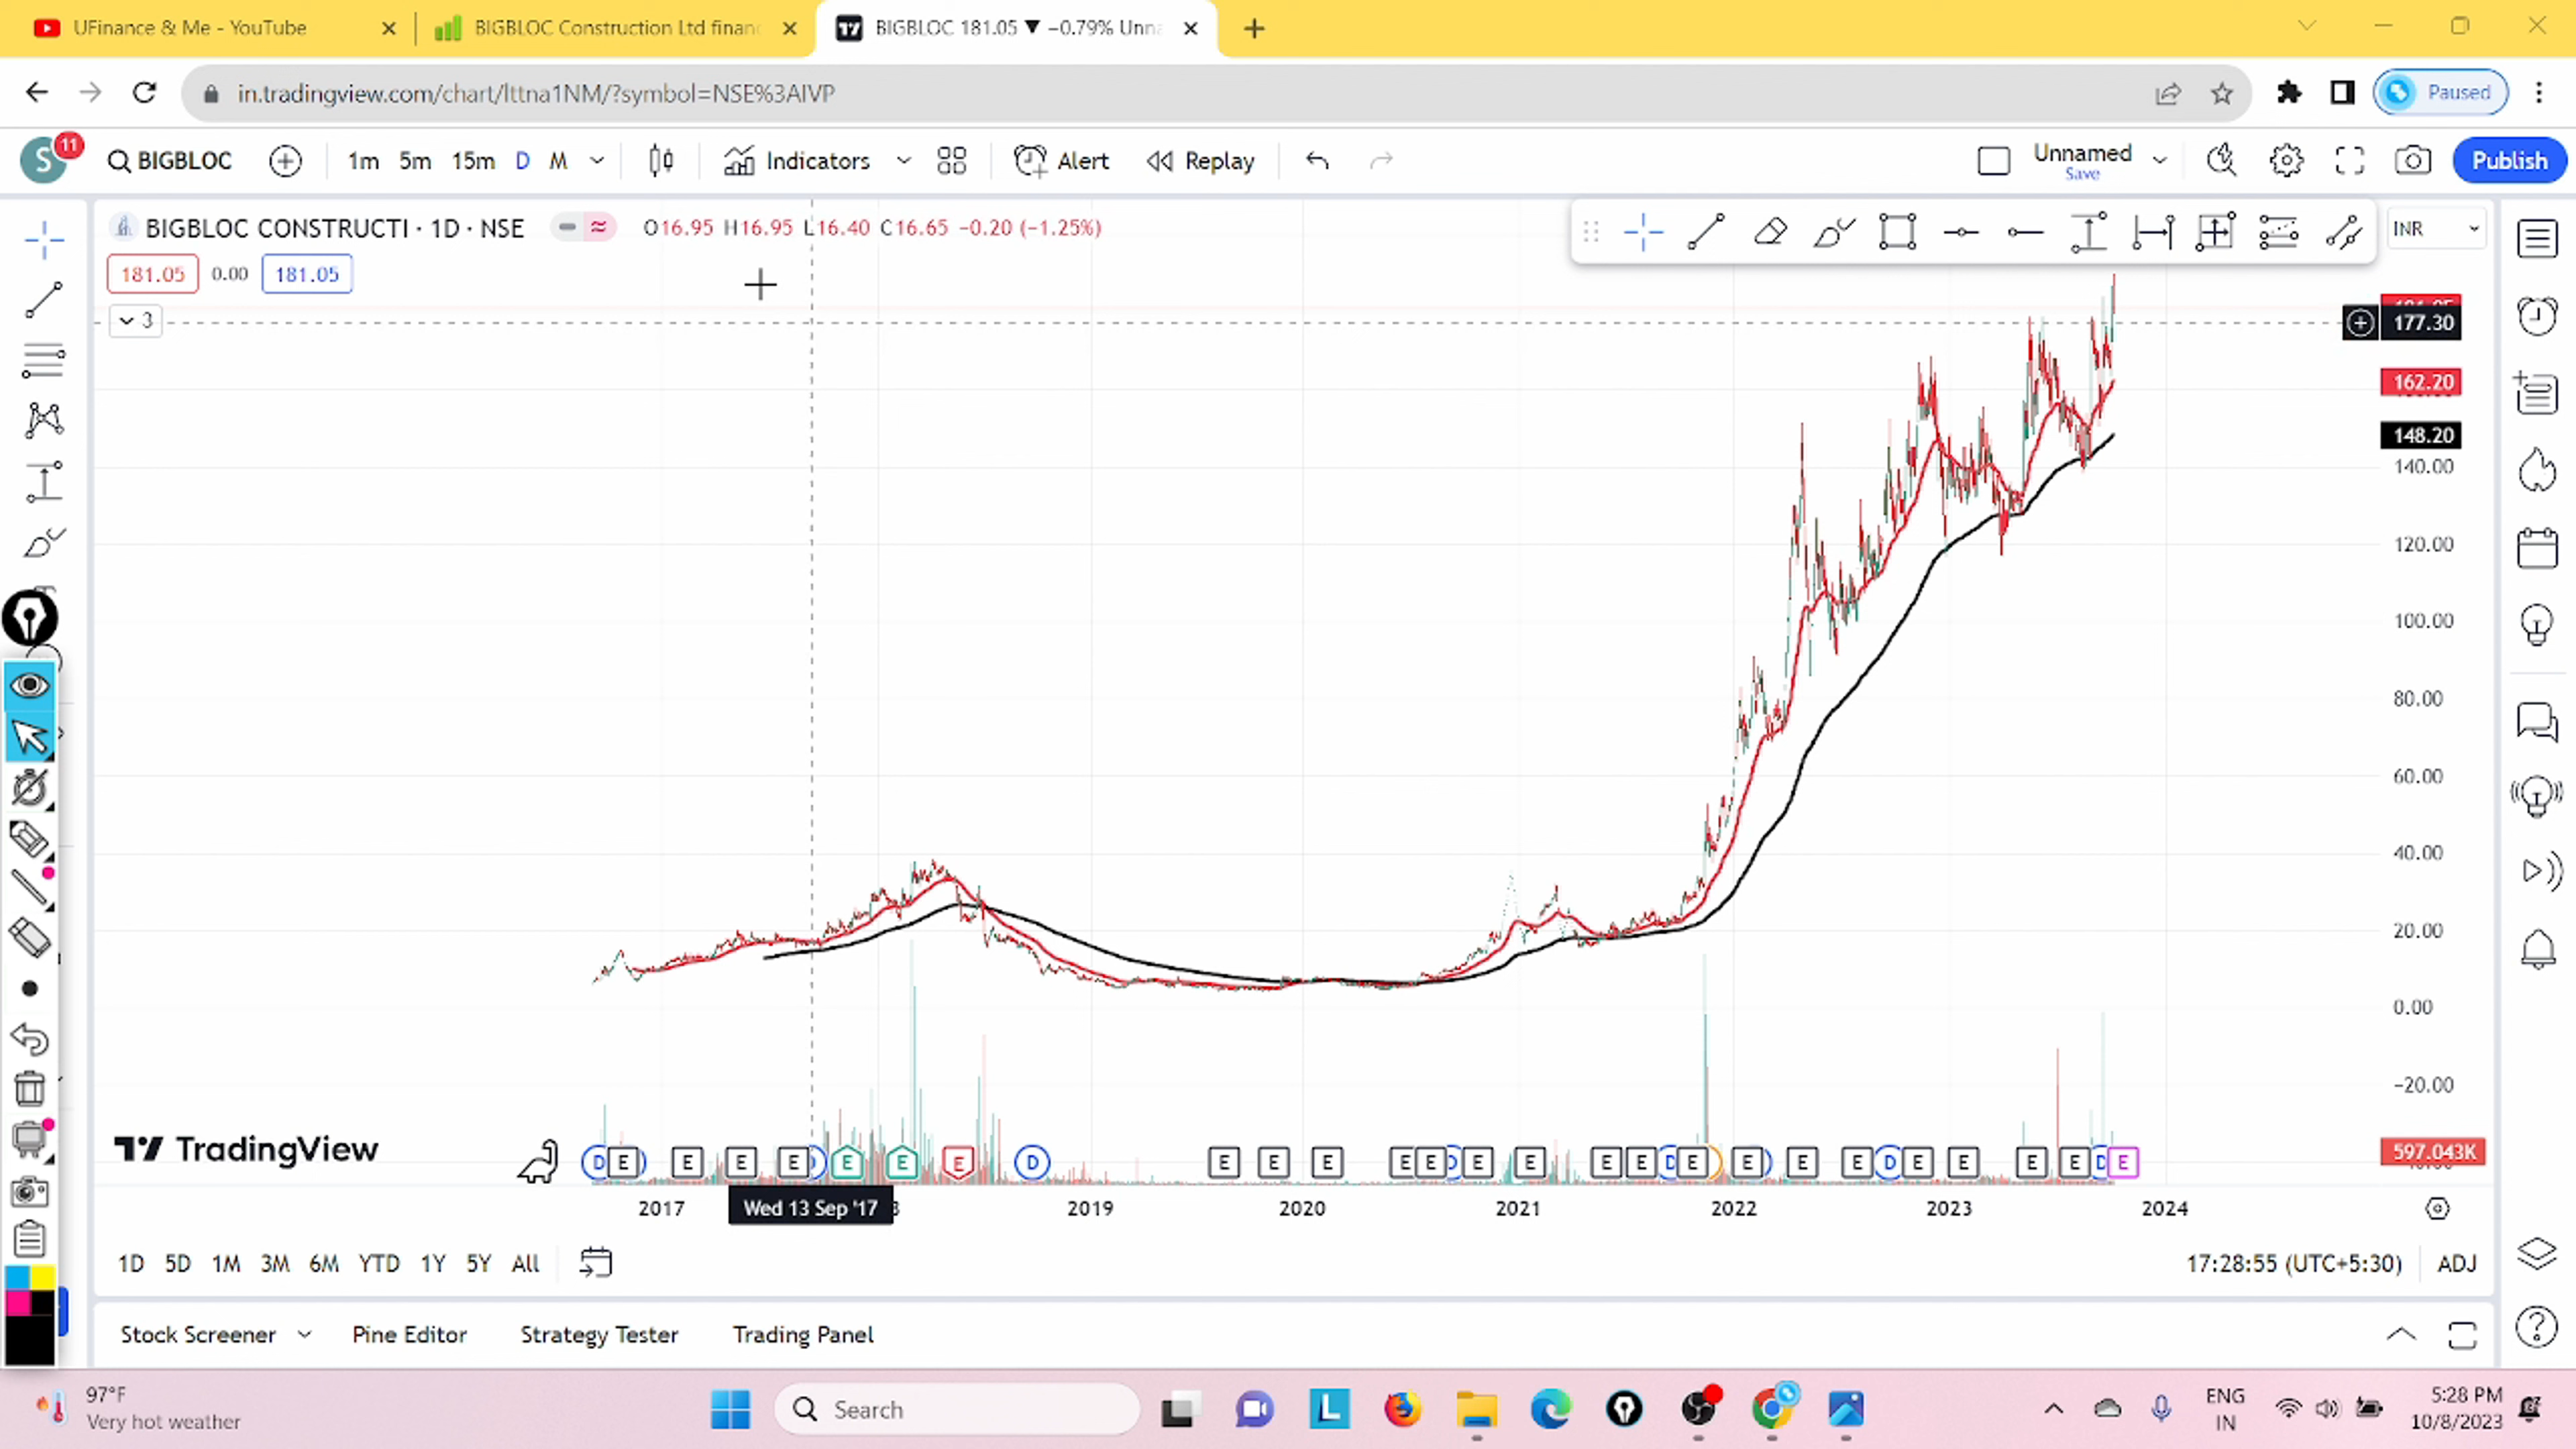 UFinance & Me - YouTube
BIGBLOC Construction Ltd finan
BIGBLOC 181.05 ▼ −0.79% Unn
in.tradingview.com/chart/lttna1NM/?symbol=NSE%3AIVP
Paused
S
11
BIGBLOC
1m 5m 15m D M
Indicators
Alert
Replay
Unnamed
Save
Publish
BIGBLOC CONSTRUCTI · 1D · NSE
O16.95 H16.95 L16.40 C16.65 −0.20 (−1.25%)
INR
181.05 0.00 181.05
3
177.30
162.20
148.20
140.00
120.00
100.00
80.00
60.00
40.00
20.00
0.00
−20.00
597.043K
TradingView
D E E E E E E E D E E E E E D E E E E D E E E D E E E E D E
2017 Wed 13 Sep '17 2019 2020 2021 2022 2023 2024
1D 5D 1M 3M 6M YTD 1Y 5Y All
17:28:55 (UTC+5:30) ADJ
Stock Screener Pine Editor Strategy Tester Trading Panel
97°F
Very hot weather
Search
L
ENG
IN
5:28 PM
10/8/2023